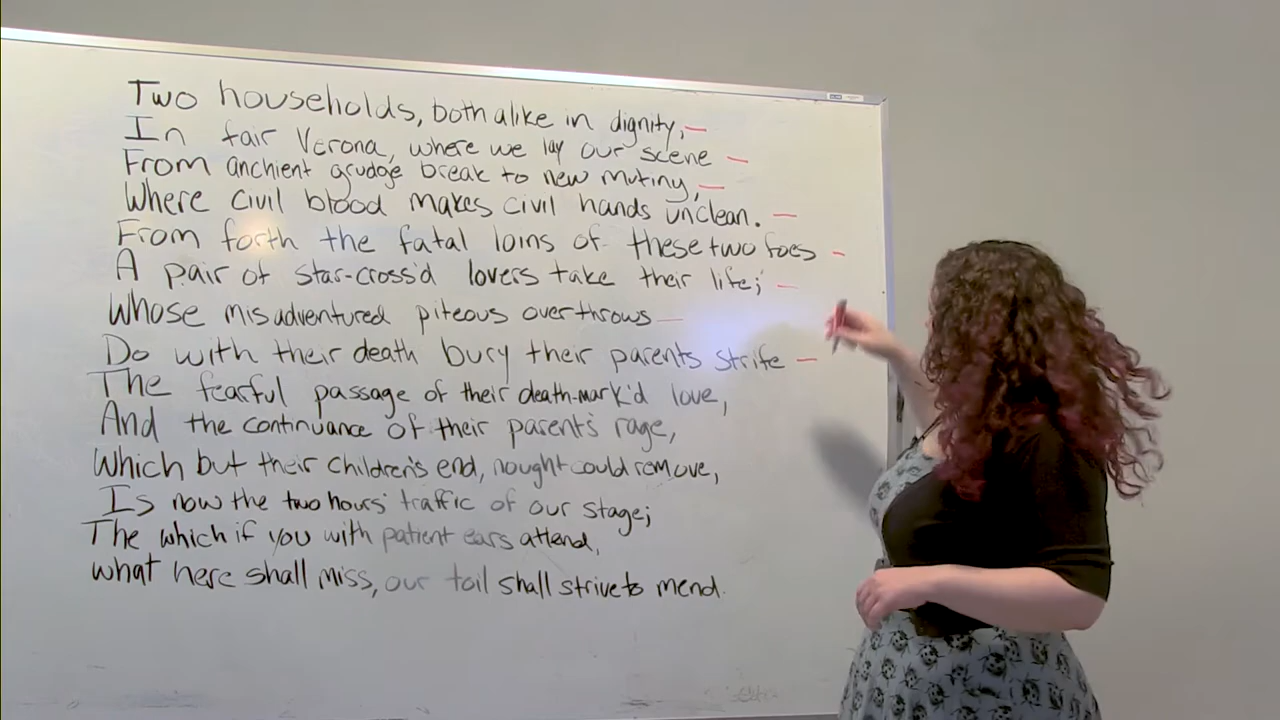 Two households, both alike in dignity, –
In fair Verona, where we lay our scene –
From anchient grudge break to new mutiny, –
Where civil blood makes civil hands unclean. –
From forth the fatal loins of these two foes –
A pair of star-cross'd lovers take their life; –
Whose misadventured piteous overthrows –
Do with their death bury their parents strife –
The fearful passage of their death-mark'd love,
And the continuance of their parent's rage,
Which but their children's end, nought could remove,
Is now the two hours' traffic of our stage;
The which if you with patient ears attend,
What here shall miss, our toil shall strive to mend.